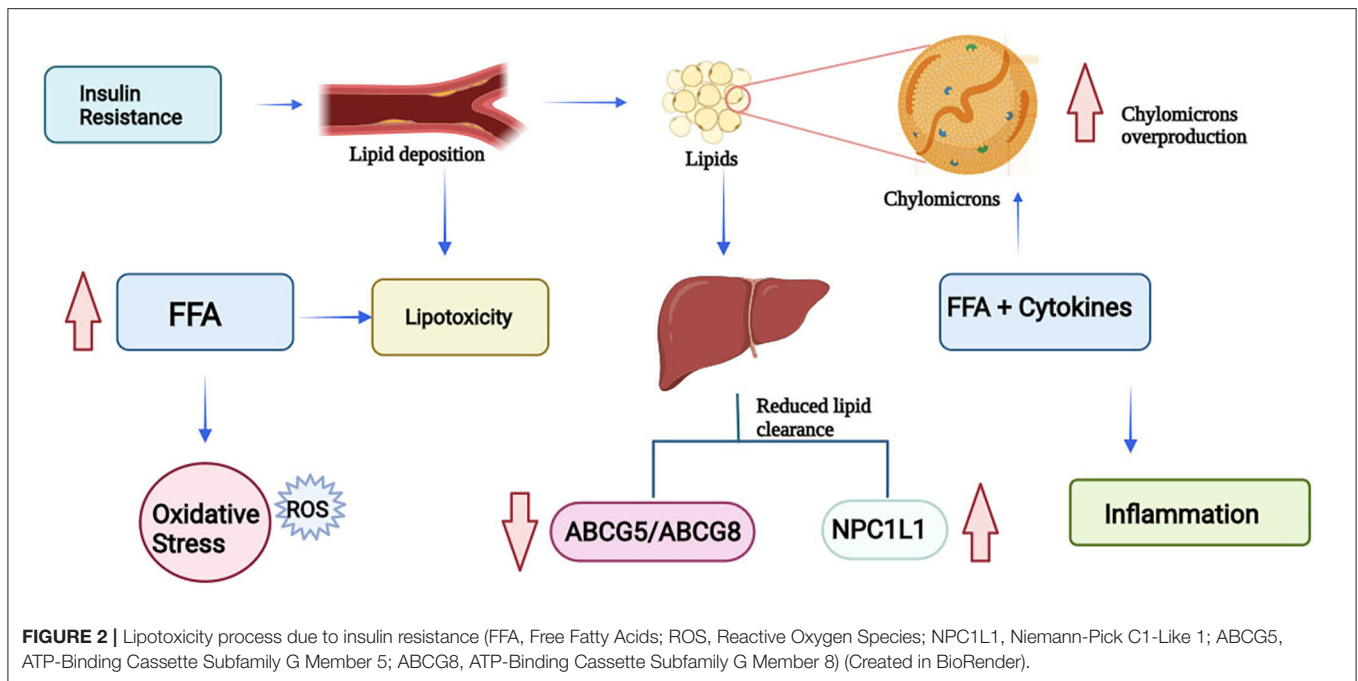 Insulin
Resistance
Lipid deposition
Lipids
Chylomicrons
Chylomicrons
overproduction
FFA
Lipotoxicity
FFA + Cytokines
Reduced lipid
clearance
Oxidative
Stress
ROS
ABCG5/ABCG8
NPC1L1
Inflammation
FIGURE 2 | Lipotoxicity process due to insulin resistance (FFA, Free Fatty Acids; ROS, Reactive Oxygen Species; NPC1L1, Niemann-Pick C1-Like 1; ABCG5,
ATP-Binding Cassette Subfamily G Member 5; ABCG8, ATP-Binding Cassette Subfamily G Member 8) (Created in BioRender).